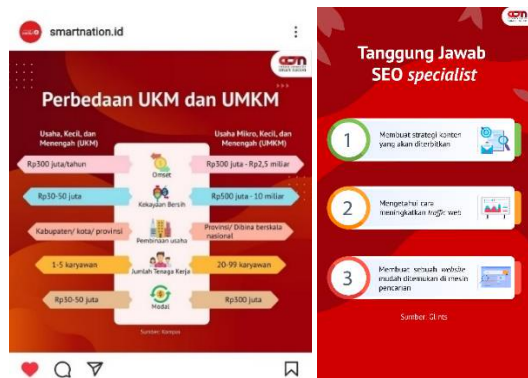 smartnation.id
Perbedaan UKM dan UMKM
Usaha, Kecil, dan
Menengah (UKM)
Usaha Mikro, Kecil, dan
Menengah (UMKM)
Rp300 juta/tahun
Omset
Rp300 juta - Rp2,5 miliar
Rp30-50 juta
Kekayaan Bersih
Rp500 juta - 10 miliar
Kabupaten/ kota/ provinsi
Pembinaan usaha
Provinsi/ Dibina berskala
nasional
1-5 karyawan
Jumlah Tenaga Kerja
20-99 karyawan
Rp30-50 juta
Modal
Rp300 juta
Sumber: Kompas
Tanggung Jawab
SEO specialist
1
Membuat strategi konten
yang akan diterbitkan
2
Mengetahui cara
meningkatkan traffic web
3
Membuat sebuah website
mudah ditemukan di mesin
pencarian
Sumber: Glints